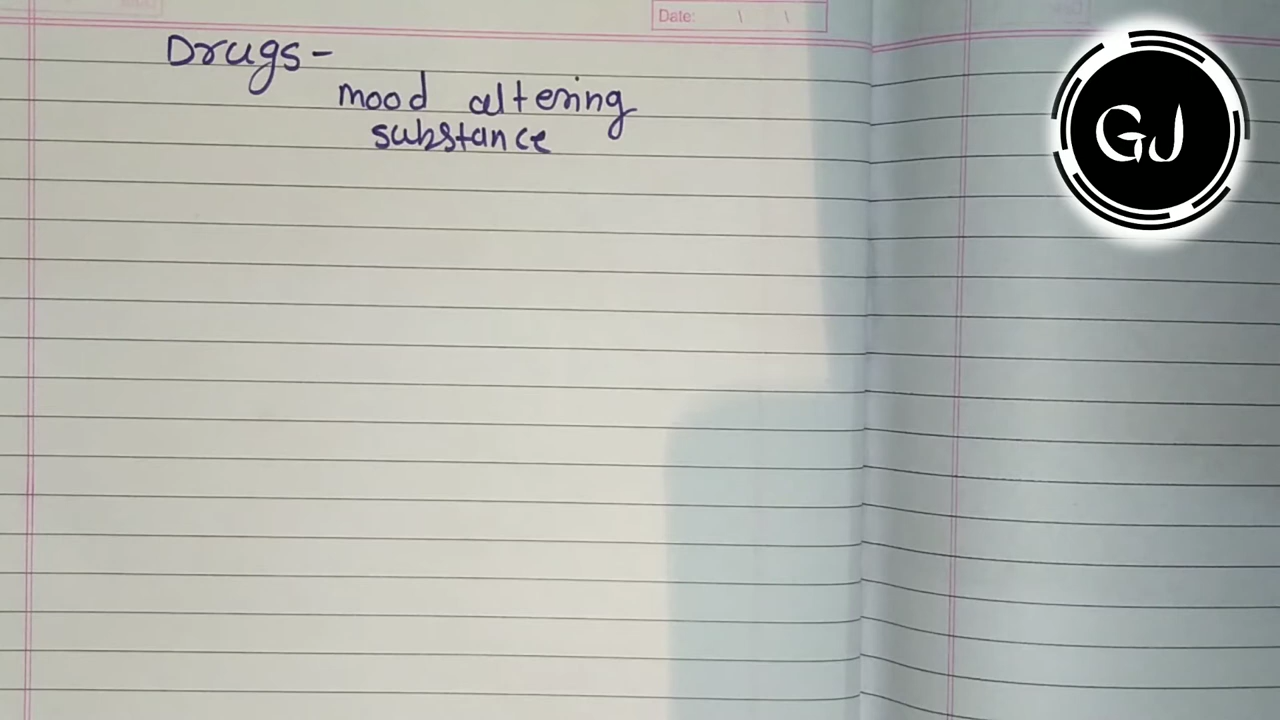 Date: \ \
Drugs-
mood altering
substance
GJ